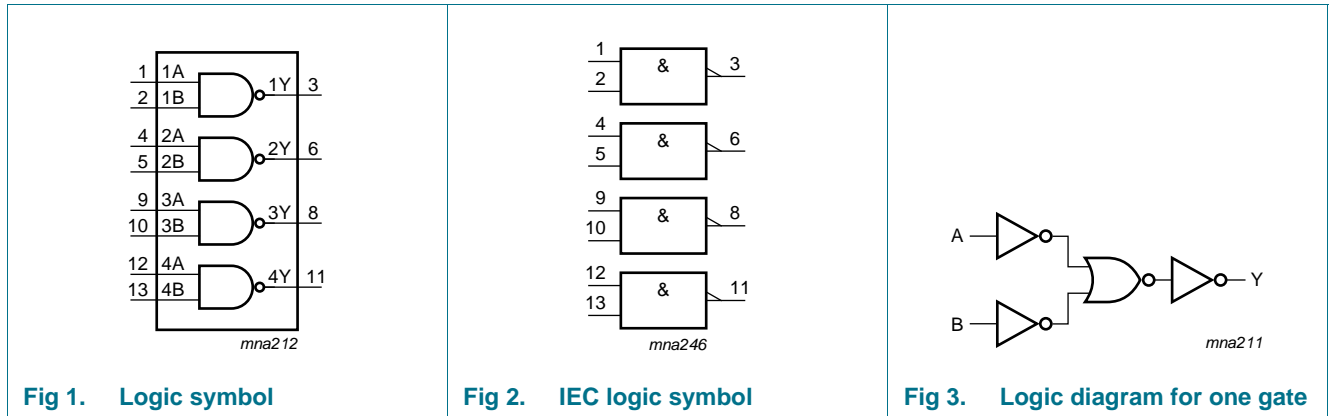 1 1A
2 1B
1Y 3
4 2A
5 2B
2Y 6
9 3A
10 3B
3Y 8
12 4A
13 4B
4Y 11
mna212
Fig 1. Logic symbol
1
2
&
3
4
5
&
6
9
10
&
8
12
13
&
11
mna246
Fig 2. IEC logic symbol
A
B
Y
mna211
Fig 3. Logic diagram for one gate